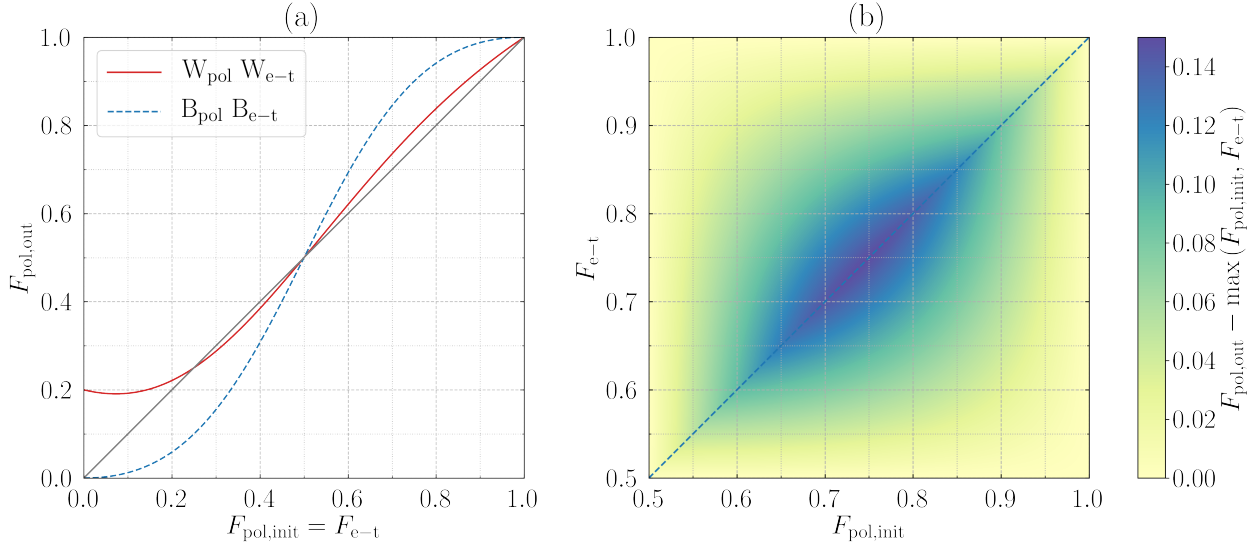 (a)
1.0
0.8
0.6
0.4
0.2
0.0
F_pol,out
W_pol W_e−t
B_pol B_e−t
0.0 0.2 0.4 0.6 0.8 1.0
F_pol,init = F_e−t
(b)
1.0
0.9
0.8
0.7
0.6
0.5
F_e−t
0.5 0.6 0.7 0.8 0.9 1.0
F_pol,init
0.14
0.12
0.10
0.08
0.06
0.04
0.02
0.00
F_pol,out − max (F_pol,init, F_e−t)